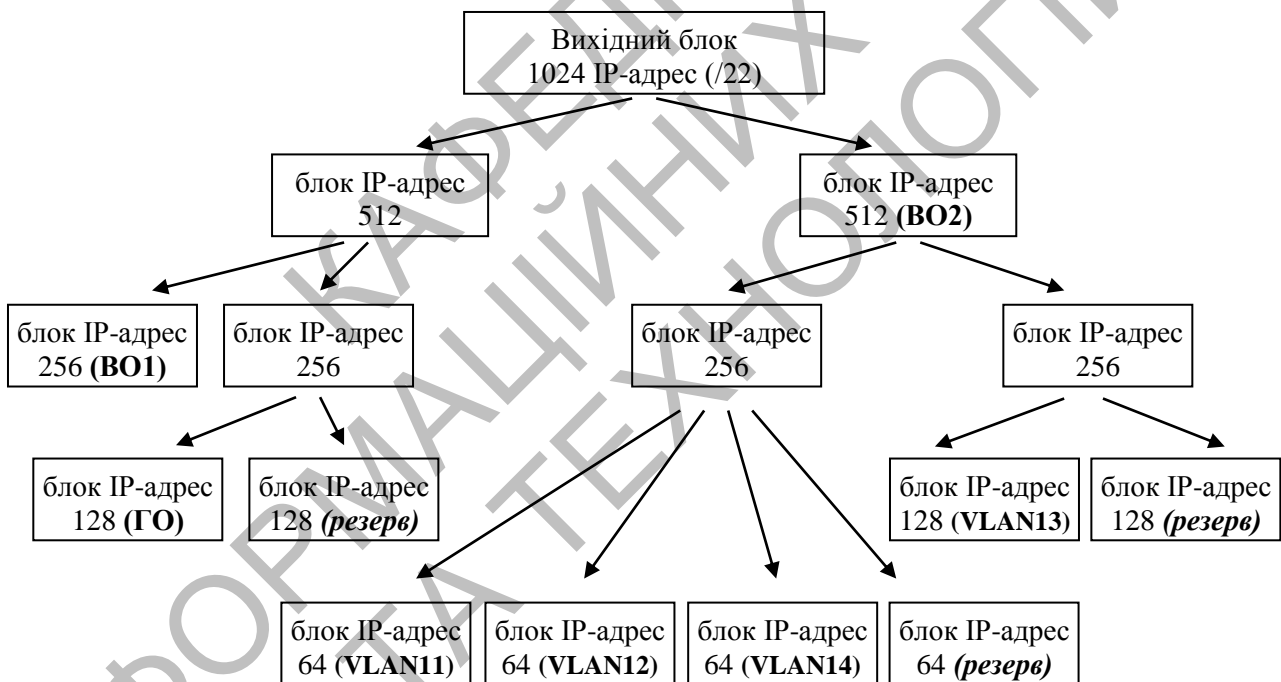 Вихідний блок
1024 IP-адрес (/22)
блок IP-адрес
512
блок IP-адрес
512 (ВО2)
блок IP-адрес
256 (ВО1)
блок IP-адрес
256
блок IP-адрес
256
блок IP-адрес
256
блок IP-адрес
128 (ГО)
блок IP-адрес
128 (резерв)
блок IP-адрес
128 (VLAN13)
блок IP-адрес
128 (резерв)
блок IP-адрес
64 (VLAN11)
блок IP-адрес
64 (VLAN12)
блок IP-адрес
64 (VLAN14)
блок IP-адрес
64 (резерв)